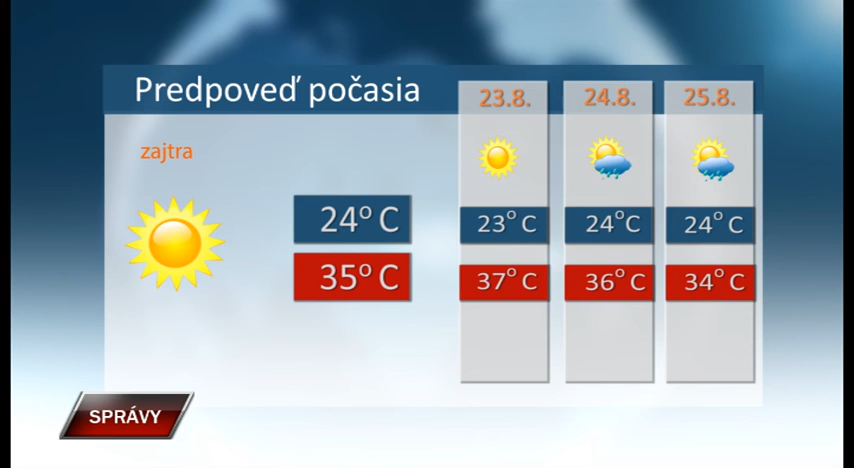 Predpoveď počasia
zajtra
24° C
35° C
23.8. 24.8. 25.8.
23° C 24°C 24° C
37° C 36° C 34° C
SPRÁVY